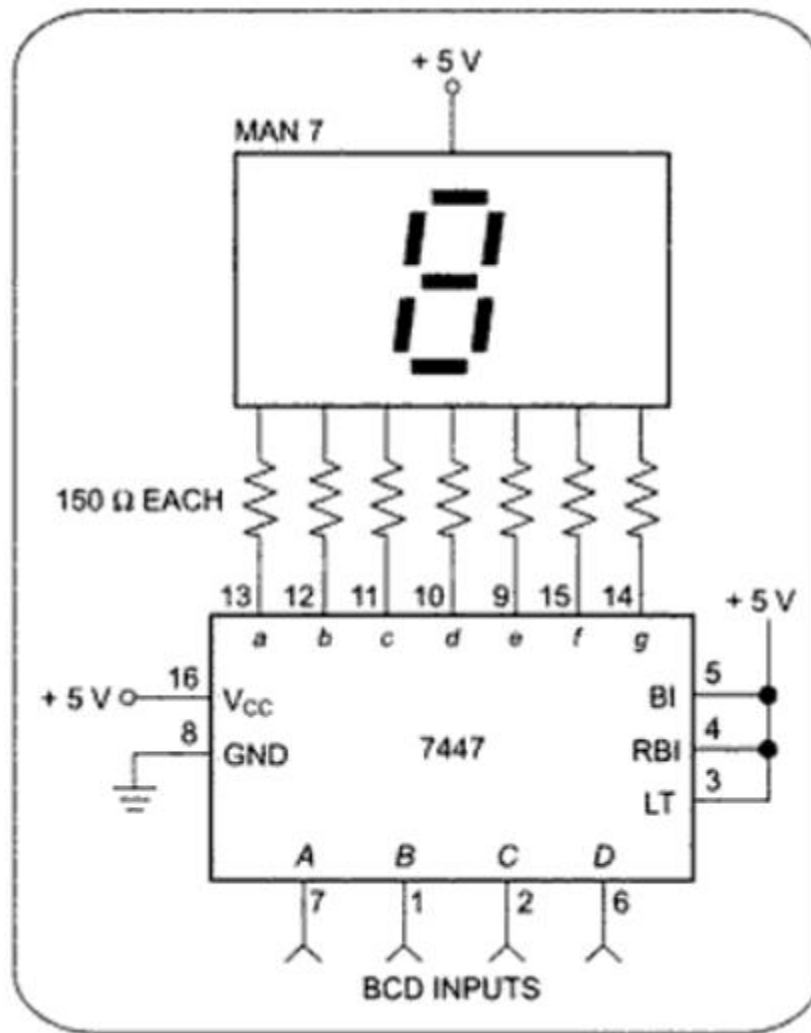 + 5 V
MAN 7
150 Ω EACH
13 12 11 10 9 15 14
+ 5 V
a b c d e f g
+ 5 V 16 VCC
BI 5
8 GND
7447
RBI 4
LT 3
A B C D
7 1 2 6
BCD INPUTS